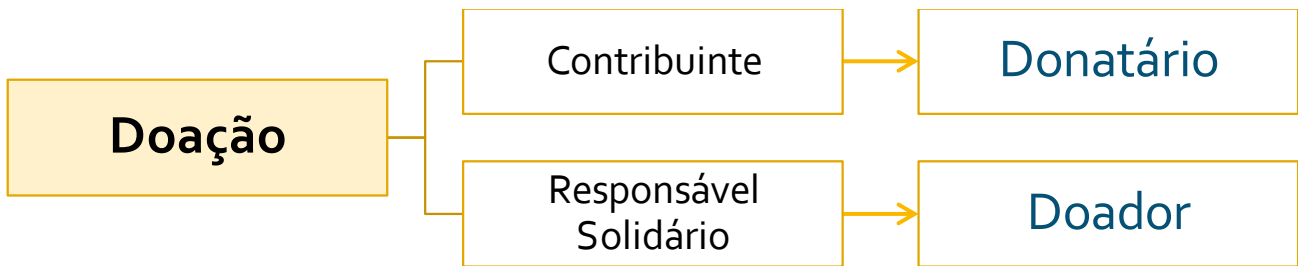 Doação
Contribuinte
Donatário
Responsável
Solidário
Doador